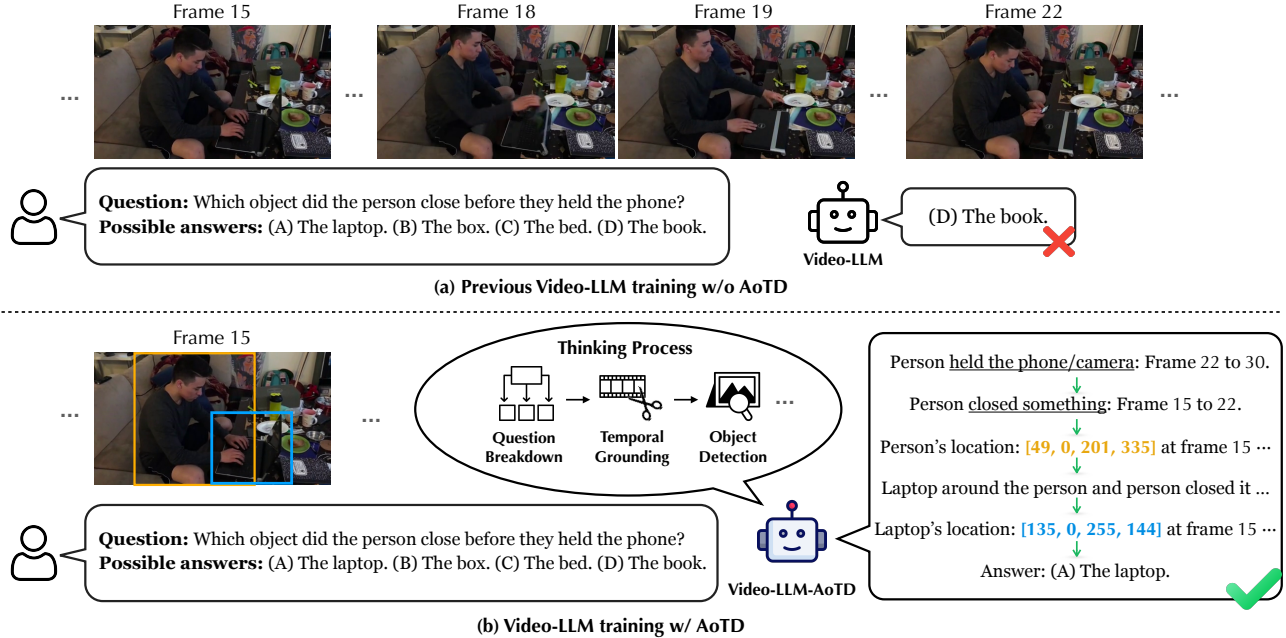 Frame 15
Frame 18
Frame 19
Frame 22
... ... ... ...
Question: Which object did the person close before they held the phone?
Possible answers: (A) The laptop. (B) The box. (C) The bed. (D) The book.
Video-LLM
(D) The book.
(a) Previous Video-LLM training w/o AoTD
Frame 15
... ...
Thinking Process
...
Question
Breakdown
Temporal
Grounding
Object
Detection
Question: Which object did the person close before they held the phone?
Possible answers: (A) The laptop. (B) The box. (C) The bed. (D) The book.
Video-LLM-AoTD
Person held the phone/camera: Frame 22 to 30.
Person closed something: Frame 15 to 22.
Person's location: [49, 0, 201, 335] at frame 15 ...
Laptop around the person and person closed it ...
Laptop's location: [135, 0, 255, 144] at frame 15 ...
Answer: (A) The laptop.
(b) Video-LLM training w/ AoTD